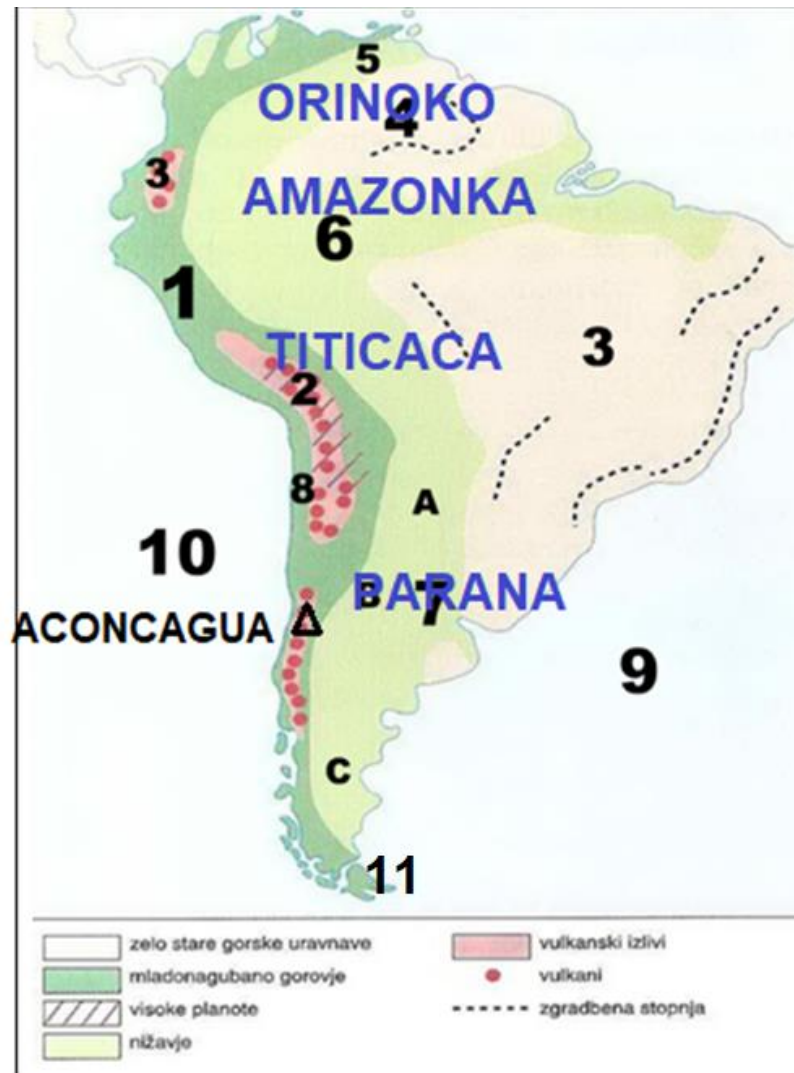 5
ORINOKO
4
3
AMAZONKA
6
1
TITICACA
3
2
8
A
10
B
PARANA
7
ACONCAGUA
9
C
11
zelo stare gorske uravnave
mladonagubano gorovje
visoke planote
nižavje
vulkanski izlivi
vulkani
zgradbena stopnja